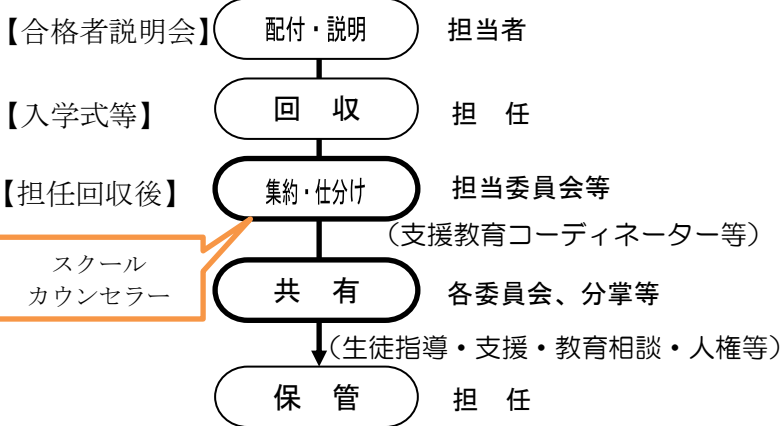 【合格者説明会】 配付・説明 担当者
【入学式等】 回 収 担 任
【担任回収後】 集約・仕分け 担当委員会等
(支援教育コーディネーター等)
スクール
カウンセラー
共 有 各委員会、分掌等
(生徒指導・支援・教育相談・人権等)
保 管 担 任